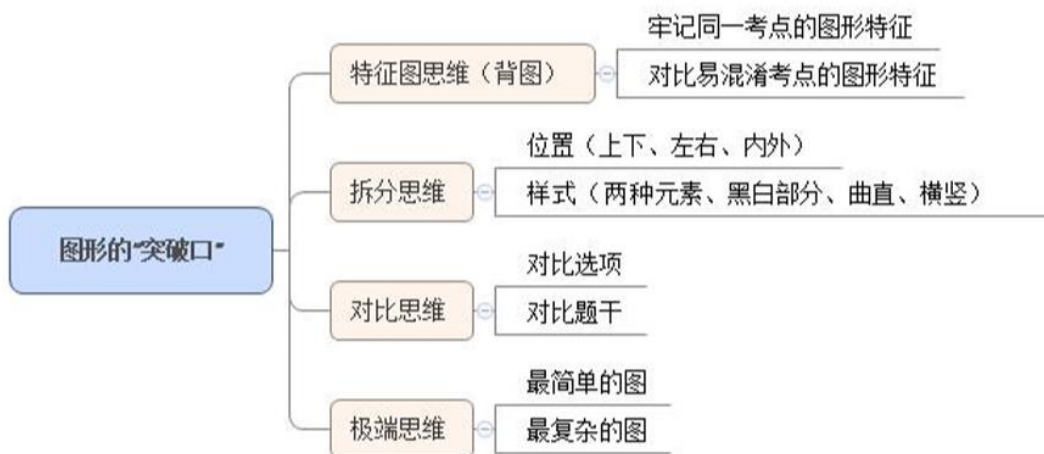 图形的“突破口”
特征图思维（背图）
牢记同一考点的图形特征
对比易混淆考点的图形特征
拆分思维
位置（上下、左右、内外）
样式（两种元素、黑白部分、曲直、横竖）
对比思维
对比选项
对比题干
极端思维
最简单的图
最复杂的图